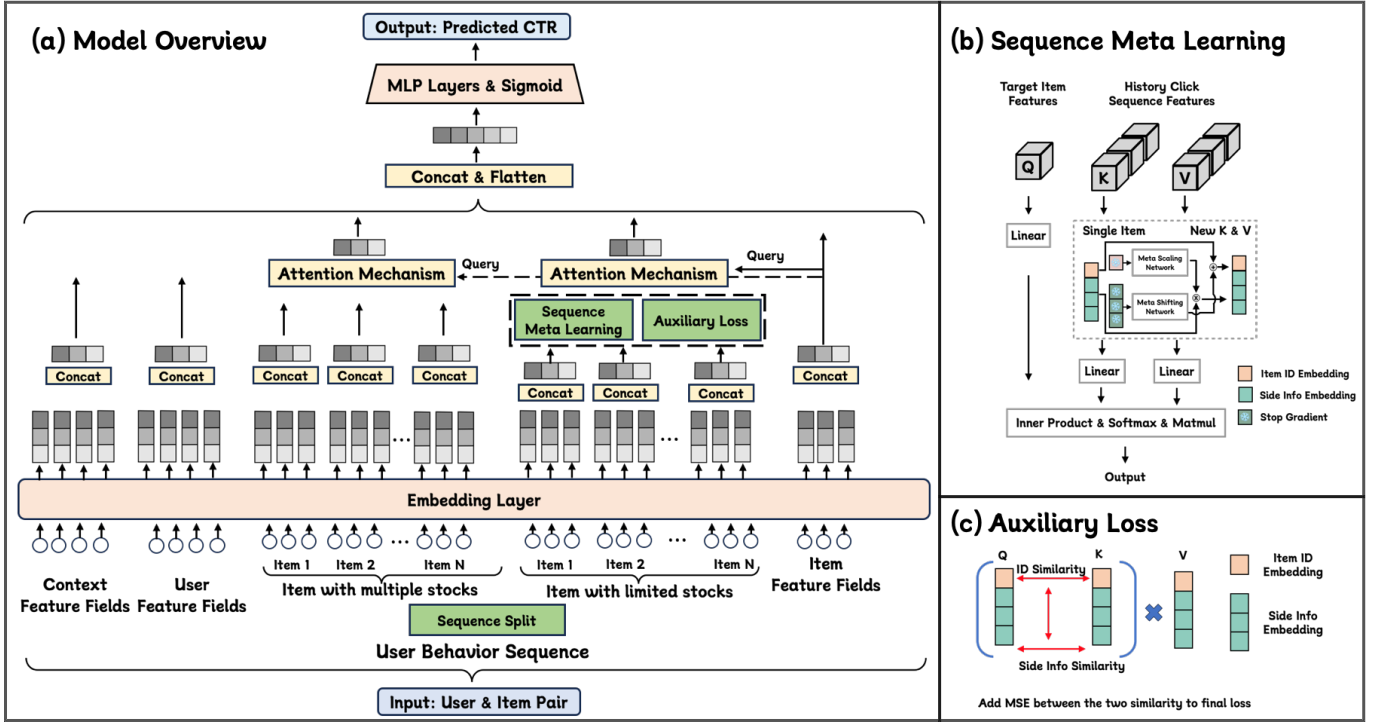 (a) Model Overview
Output: Predicted CTR
MLP Layers & Sigmoid
Concat & Flatten
Attention Mechanism
Query
Attention Mechanism
Query
Sequence
Meta Learning
Auxiliary Loss
Concat
Concat
Concat
Concat
Concat
Concat
Concat
Concat
Concat
...
...
Embedding Layer
...
...
Item 1
Item 2
Item N
Item 1
Item 2
Item N
Context
Feature Fields
User
Feature Fields
Item with multiple stocks
Item with limited stocks
Item
Feature Fields
Sequence Split
User Behavior Sequence
Input: User & Item Pair
(b) Sequence Meta Learning
Target Item
Features
History Click
Sequence Features
Q
K
V
Linear
Single Item
New K & V
Meta Scaling
Network
Meta Shifting
Network
Linear
Linear
Item ID Embedding
Side Info Embedding
Stop Gradient
Inner Product & Softmax & Matmul
Output
(c) Auxiliary Loss
Q
K
V
ID Similarity
Side Info Similarity
Item ID
Embedding
Side Info
Embedding
Add MSE between the two similarity to final loss